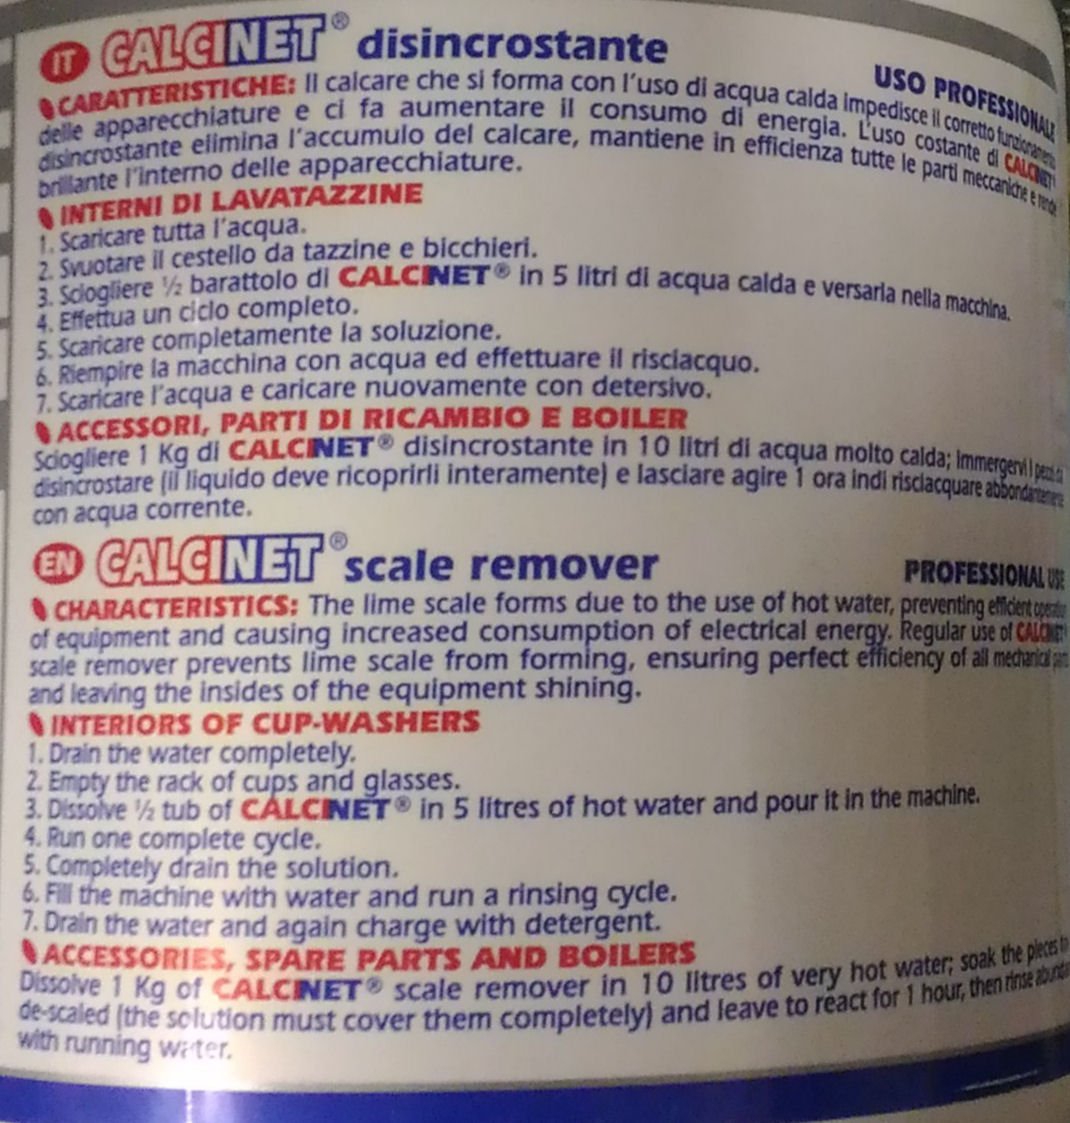 IT CALCINET® disincrostante
USO PROFESSIONALE
CARATTERISTICHE: Il calcare che si forma con l'uso di acqua calda impedisce il corretto funzionamento
delle apparecchiature e ci fa aumentare il consumo di energia. L'uso costante di CALCINET®
disincrostante elimina l'accumulo del calcare, mantiene in efficienza tutte le parti meccaniche e rende
brillante l'interno delle apparecchiature.
INTERNI DI LAVATAZZINE
1. Scaricare tutta l'acqua.
2. Svuotare il cestello da tazzine e bicchieri.
3. Sciogliere ½ barattolo di CALCINET® in 5 litri di acqua calda e versarla nella macchina.
4. Effettua un ciclo completo.
5. Scaricare completamente la soluzione.
6. Riempire la macchina con acqua ed effettuare il risciacquo.
7. Scaricare l'acqua e caricare nuovamente con detersivo.
ACCESSORI, PARTI DI RICAMBIO E BOILER
Sciogliere 1 Kg di CALCINET® disincrostante in 10 litri di acqua molto calda; immergervi i pezzi da
disincrostare (il liquido deve ricoprirli interamente) e lasciare agire 1 ora indi risciacquare abbondantemente
con acqua corrente.
EN CALCINET® scale remover
PROFESSIONAL USE
CHARACTERISTICS: The lime scale forms due to the use of hot water, preventing efficient operation
of equipment and causing increased consumption of electrical energy. Regular use of CALCINET®
scale remover prevents lime scale from forming, ensuring perfect efficiency of all mechanical parts
and leaving the insides of the equipment shining.
INTERIORS OF CUP-WASHERS
1. Drain the water completely.
2. Empty the rack of cups and glasses.
3. Dissolve ½ tub of CALCINET® in 5 litres of hot water and pour it in the machine.
4. Run one complete cycle.
5. Completely drain the solution.
6. Fill the machine with water and run a rinsing cycle.
7. Drain the water and again charge with detergent.
ACCESSORIES, SPARE PARTS AND BOILERS
Dissolve 1 Kg of CALCINET® scale remover in 10 litres of very hot water; soak the pieces to
de-scaled (the solution must cover them completely) and leave to react for 1 hour, then rinse
with running water.